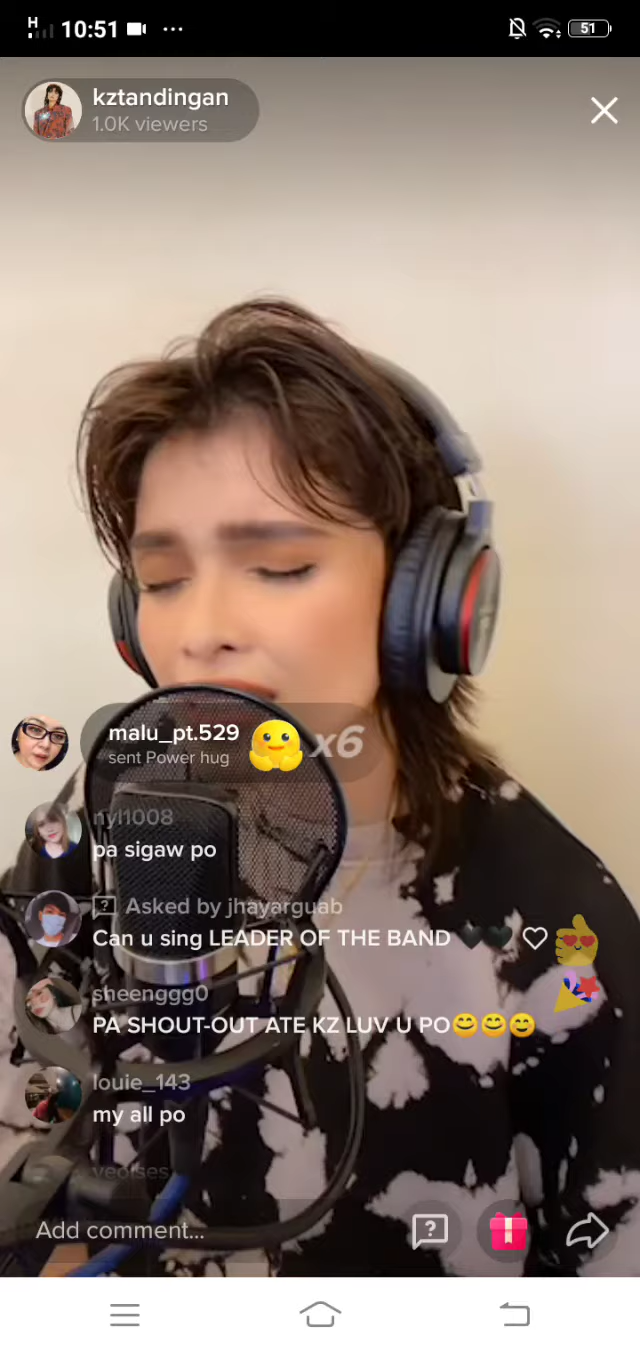 H
10:51
51
kztandingan
1.0K viewers
malu_pt.529
sent Power hug
x6
nyl1008
pa sigaw po
Asked by jhayarguab
Can u sing LEADER OF THE BAND 🖤🖤
sheenggg0
PA SHOUT-OUT ATE KZ LUV U PO😊😊😊
louie_143
my all po
Add comment...